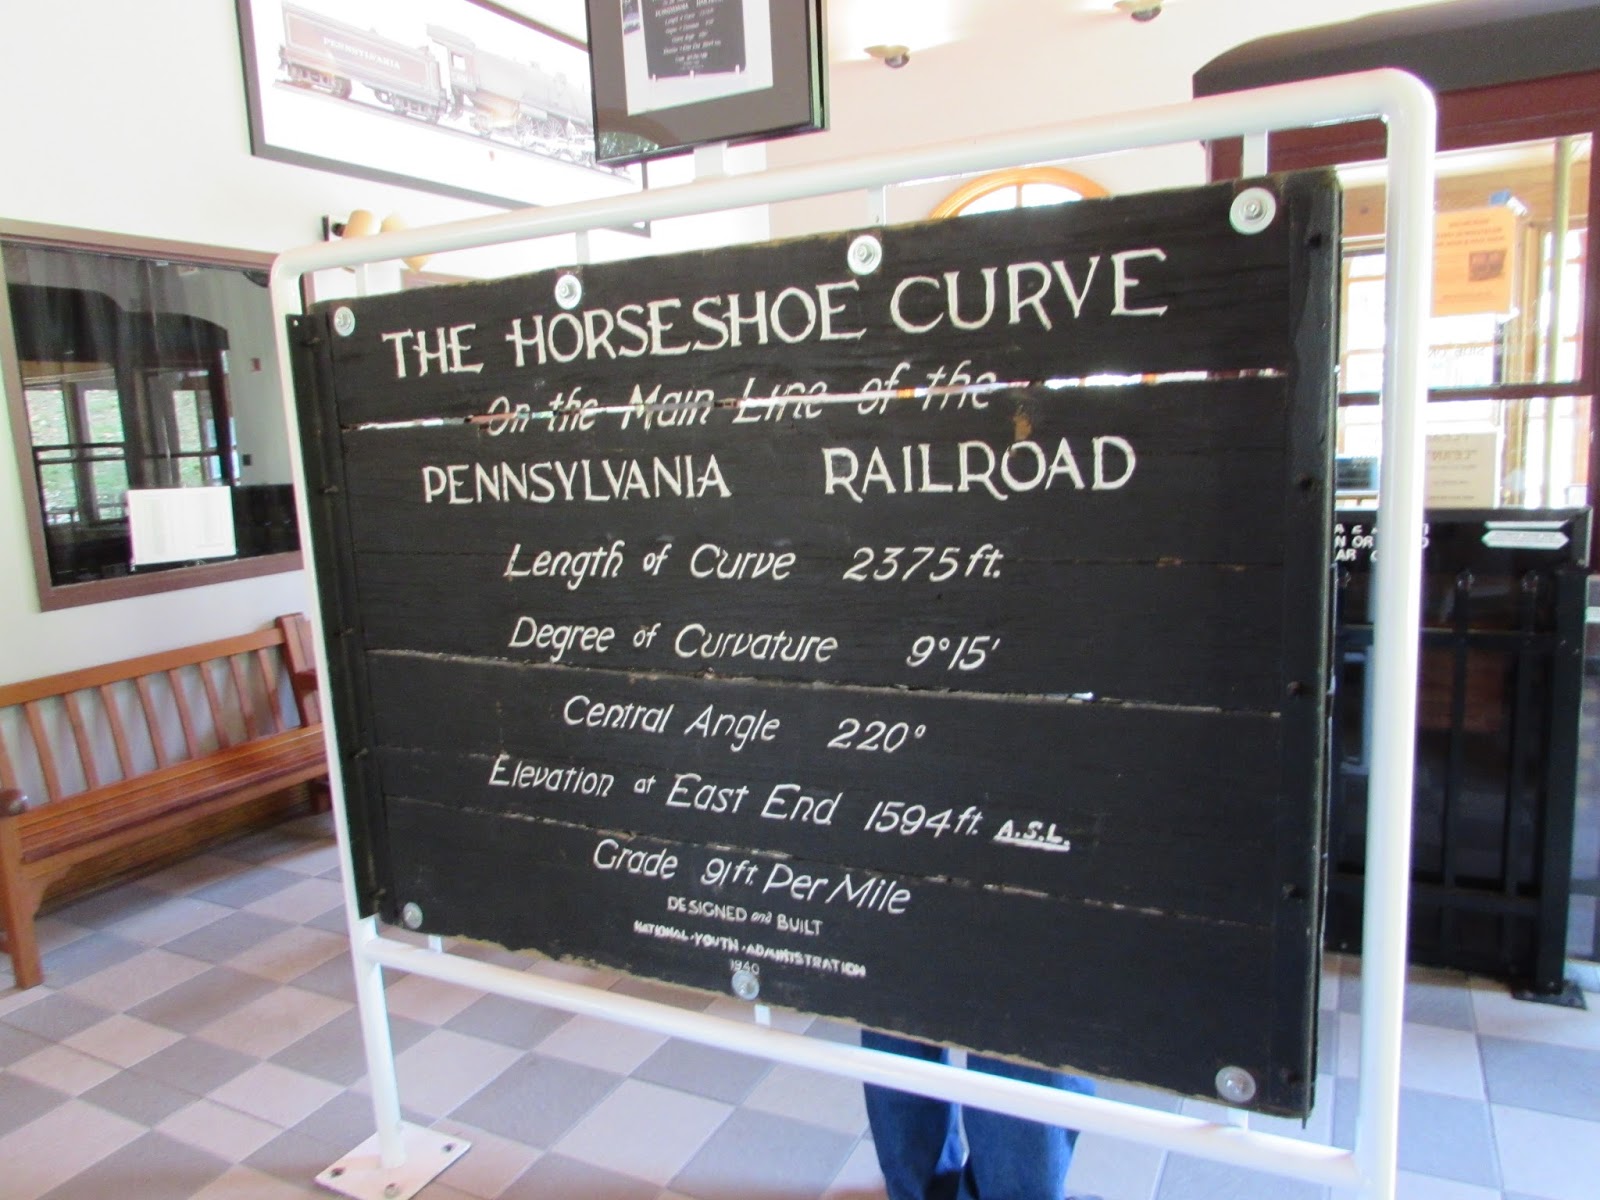 PENNSYLVANIA
THE HORSESHOE CURVE
On the Main Line of the
PENNSYLVANIA RAILROAD
Length of Curve 2375 ft.
Degree of Curvature 9°15'
Central Angle 220°
Elevation at East End 1594 ft. A.S.L.
Grade 91 ft. Per Mile
DESIGNED and BUILT
NATIONAL·YOUTH·ADMINISTRATION
1940